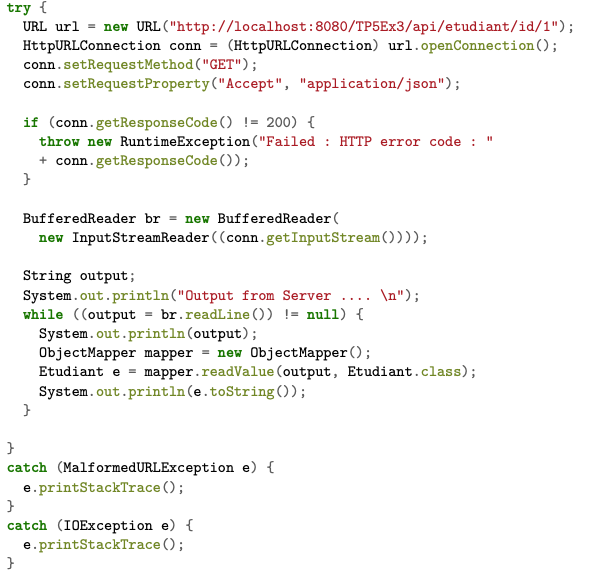 try {
  URL url = new URL("http://localhost:8080/TP5Ex3/api/etudiant/id/1");
  HttpURLConnection conn = (HttpURLConnection) url.openConnection();
  conn.setRequestMethod("GET");
  conn.setRequestProperty("Accept", "application/json");

  if (conn.getResponseCode() != 200) {
    throw new RuntimeException("Failed : HTTP error code : "
    + conn.getResponseCode());
  }

  BufferedReader br = new BufferedReader(
    new InputStreamReader((conn.getInputStream())));

  String output;
  System.out.println("Output from Server .... \n");
  while ((output = br.readLine()) != null) {
    System.out.println(output);
    ObjectMapper mapper = new ObjectMapper();
    Etudiant e = mapper.readValue(output, Etudiant.class);
    System.out.println(e.toString());
  }

}
catch (MalformedURLException e) {
  e.printStackTrace();
}
catch (IOException e) {
  e.printStackTrace();
}